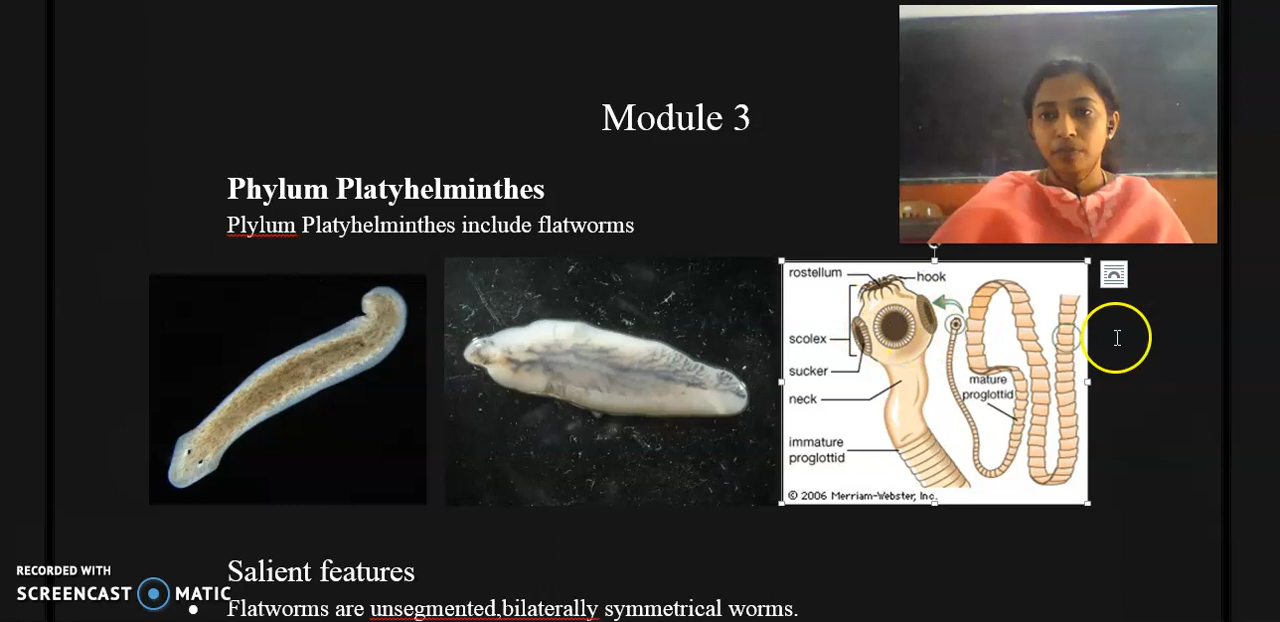 Module 3
Phylum Platyhelminthes
Plylum Platyhelminthes include flatworms
rostellum
hook
scolex
sucker
neck
mature
proglottid
immature
proglottid
© 2006 Merriam-Webster, Inc.
Salient features
Flatworms are unsegmented,bilaterally symmetrical worms.
RECORDED WITH
SCREENCAST MATIC